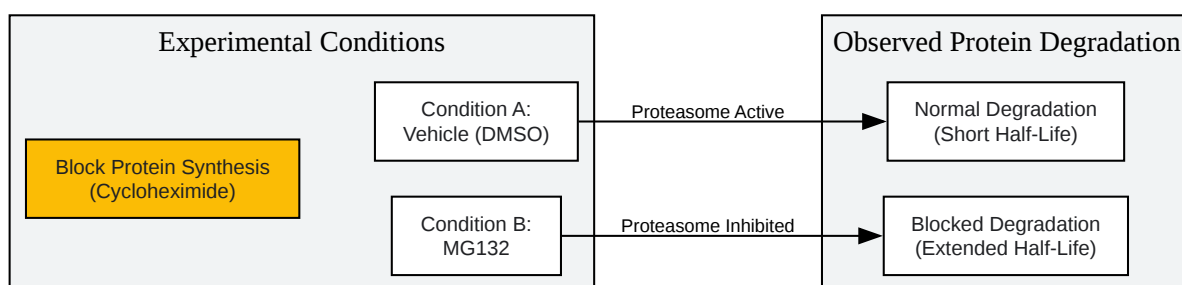 Experimental Conditions
Block Protein Synthesis
(Cycloheximide)
Condition A:
Vehicle (DMSO)
Condition B:
MG132
Proteasome Active
Proteasome Inhibited
Observed Protein Degradation
Normal Degradation
(Short Half-Life)
Blocked Degradation
(Extended Half-Life)